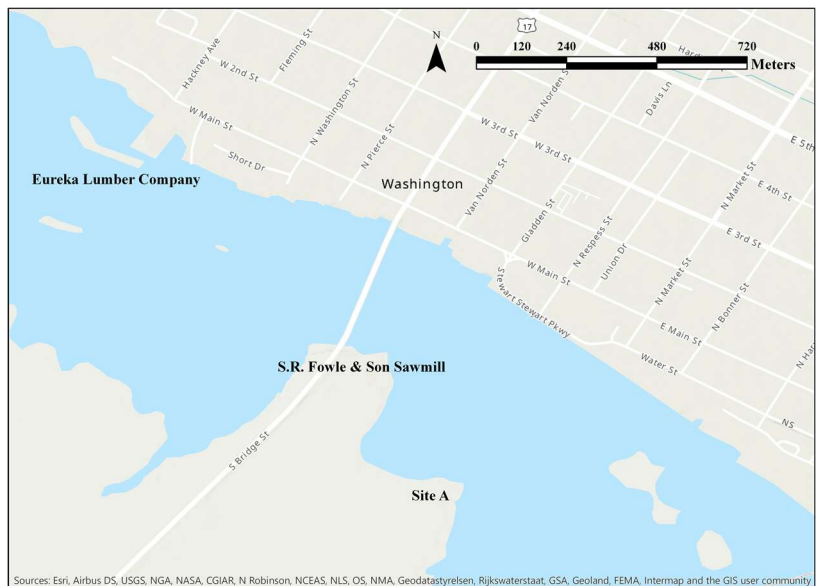 17
N
0 120 240 480 720
Meters
Hackney Ave
Fleming St
W 2nd St
W Main St
N Washington St
Short Dr
N Pierce St
Van Norden St
Davis Ln
W 3rd St
W 3rd St
E 5th
Eureka Lumber Company
Washington
Van Norden St
Gladden St
N Respess St
Union Dr
N Market St
E 4th St
E 3rd St
W Main St
Stewart Stewart Pkwy
N Market St
N Bonner St
E Main St
Water St
N Har
NS
S.R. Fowle & Son Sawmill
S Bridge St
Site A
Sources: Esri, Airbus DS, USGS, NGA, NASA, CGIAR, N Robinson, NCEAS, NLS, OS, NMA, Geodatastyrelsen, Rijkswaterstaat, GSA, Geoland, FEMA, Intermap and the GIS user community